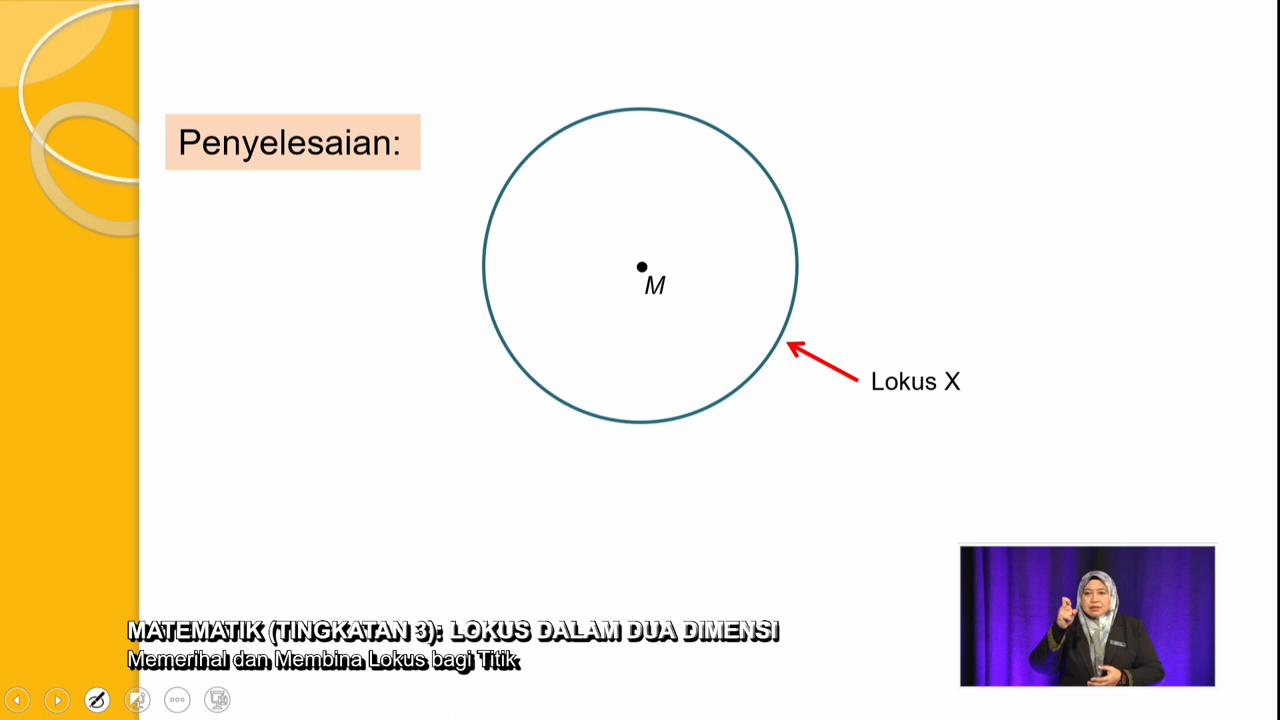 Penyelesaian:
M
Lokus X
MATEMATIK (TINGKATAN 3): LOKUS DALAM DUA DIMENSI
Memerihal dan Membina Lokus bagi Titik